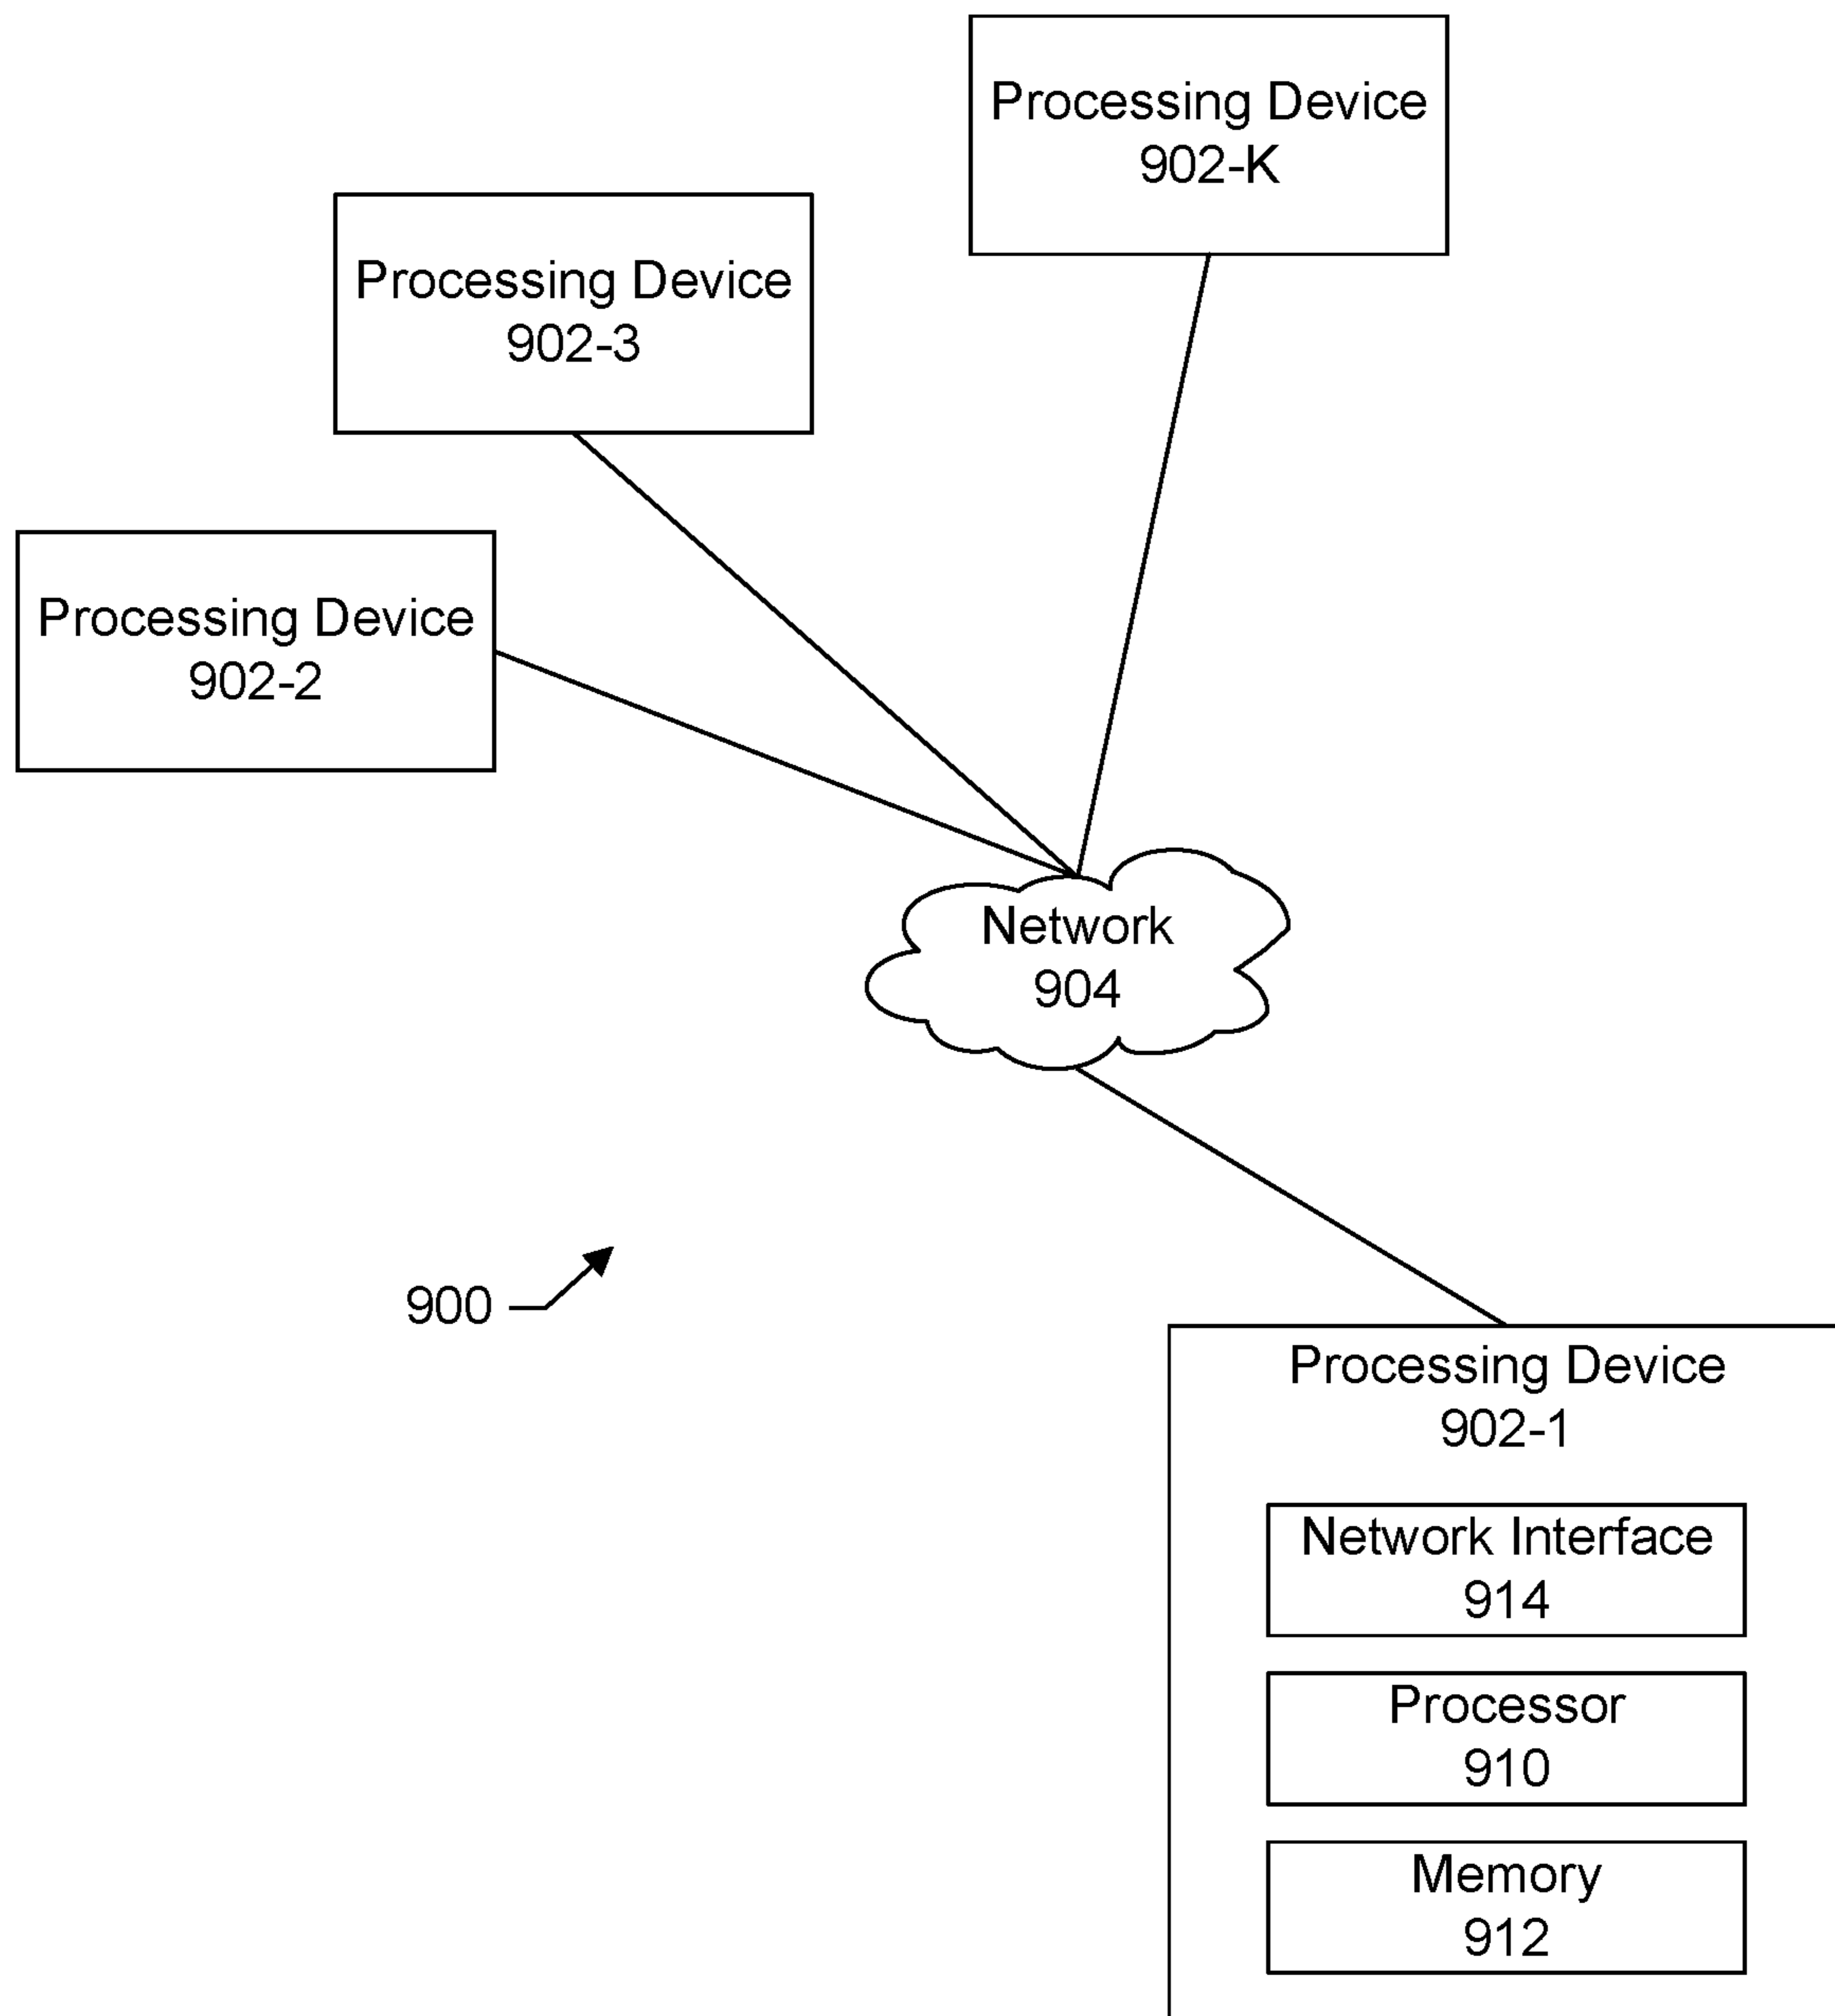 Processing Device
902-K
Processing Device
902-3
Processing Device
902-2
Network
904
900
Processing Device
902-1
Network Interface
914
Processor
910
Memory
912